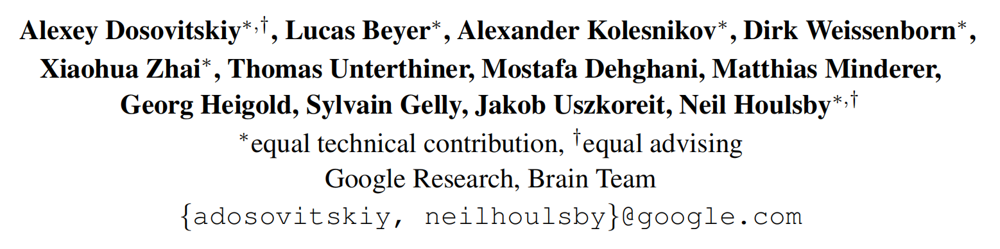 Alexey Dosovitskiy*,†, Lucas Beyer*, Alexander Kolesnikov*, Dirk Weissenborn*,
Xiaohua Zhai*, Thomas Unterthiner, Mostafa Dehghani, Matthias Minderer,
Georg Heigold, Sylvain Gelly, Jakob Uszkoreit, Neil Houlsby*,†
*equal technical contribution, †equal advising
Google Research, Brain Team
{adosovitskiy, neilhoulsby}@google.com